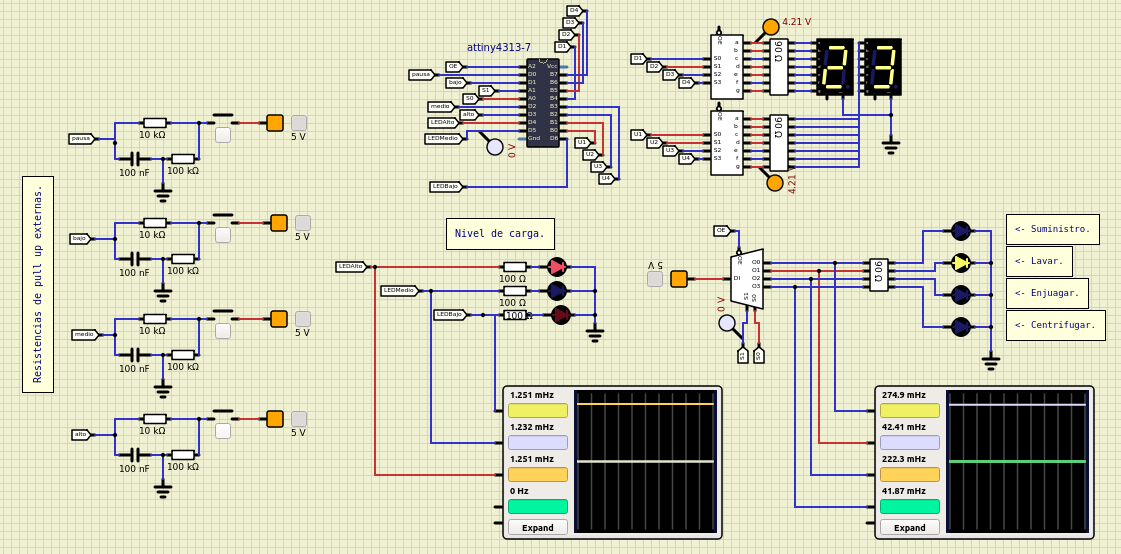 D4
D3
D2
D1
attiny4313-7
OE
pausa
bajo
S1
S0
medio
alto
LEDAlto
LEDMedio
LEDBajo
A2
D0
D1
A1
A0
D2
D3
D4
D5
Gnd
Vcc
B7
B6
B5
B4
B3
B2
B1
B0
D6
U1
U2
U3
U4
0 V
4.21 V
D1
D2
D3
D4
OE
S0
S1
S2
S3
a
b
c
d
e
f
g
90 Ω
23
U1
U2
U3
U4
OE
S0
S1
S2
S3
a
b
c
d
e
f
g
90 Ω
4.21
Resistencias de pull up externas.
pausa
10 kΩ
100 nF
100 kΩ
5 V
bajo
10 kΩ
100 nF
100 kΩ
5 V
medio
10 kΩ
100 nF
100 kΩ
5 V
alto
10 kΩ
100 nF
100 kΩ
5 V
Nivel de carga.
LEDAlto
100 Ω
LEDMedio
100 Ω
LEDBajo
100 Ω
OE
5 V
0 V
OE
DI
O0
O1
O2
O3
S1
S0
S1
S0
90 Ω
<- Suministro.
<- Lavar.
<- Enjuagar.
<- Centrifugar.
1.251 mHz
1.232 mHz
1.251 mHz
0 Hz
Expand
274.9 mHz
42.41 mHz
222.3 mHz
41.87 mHz
Expand